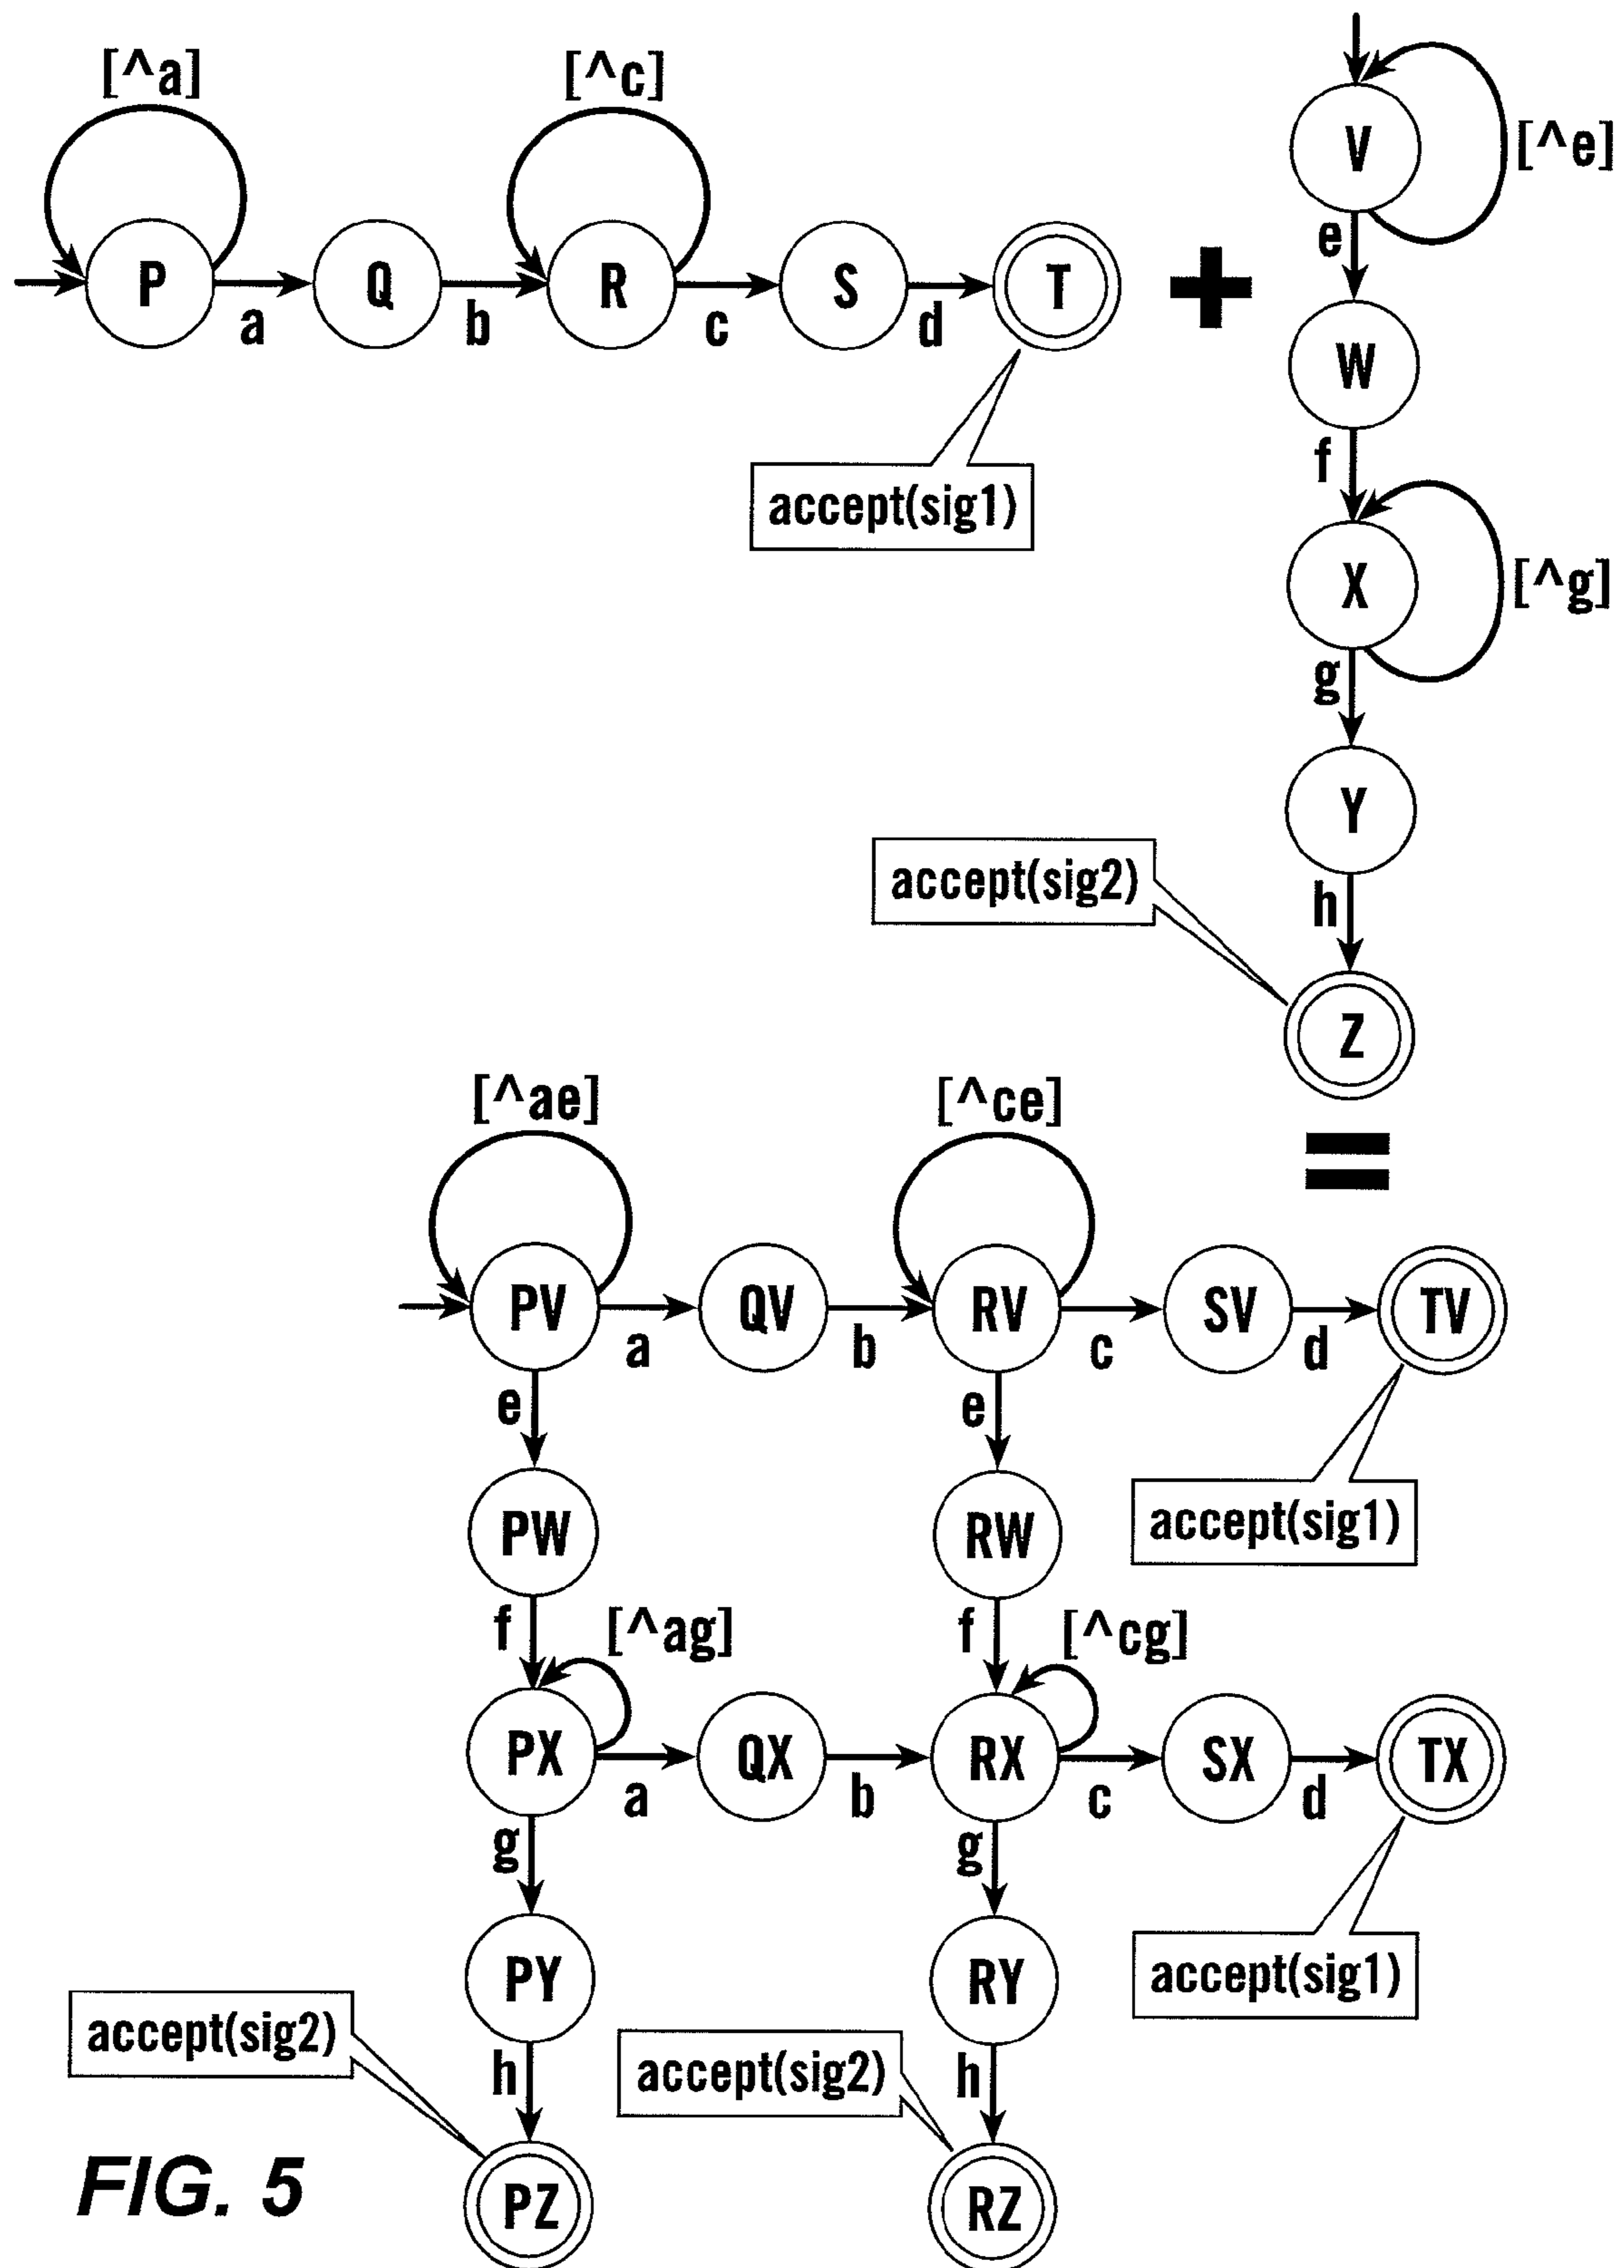 [^a]
[^c]
[^e]
P
a
Q
b
R
c
S
d
T
+
V
e
W
accept(sig1)
f
X
[^g]
g
Y
accept(sig2)
h
Z
=
[^ae]
[^ce]
PV
a
QV
b
RV
c
SV
d
TV
e
e
PW
RW
accept(sig1)
f
[^ag]
f
[^cg]
PX
a
QX
b
RX
c
SX
d
TX
g
g
PY
RY
accept(sig1)
accept(sig2)
h
accept(sig2)
h
PZ
RZ
FIG. 5